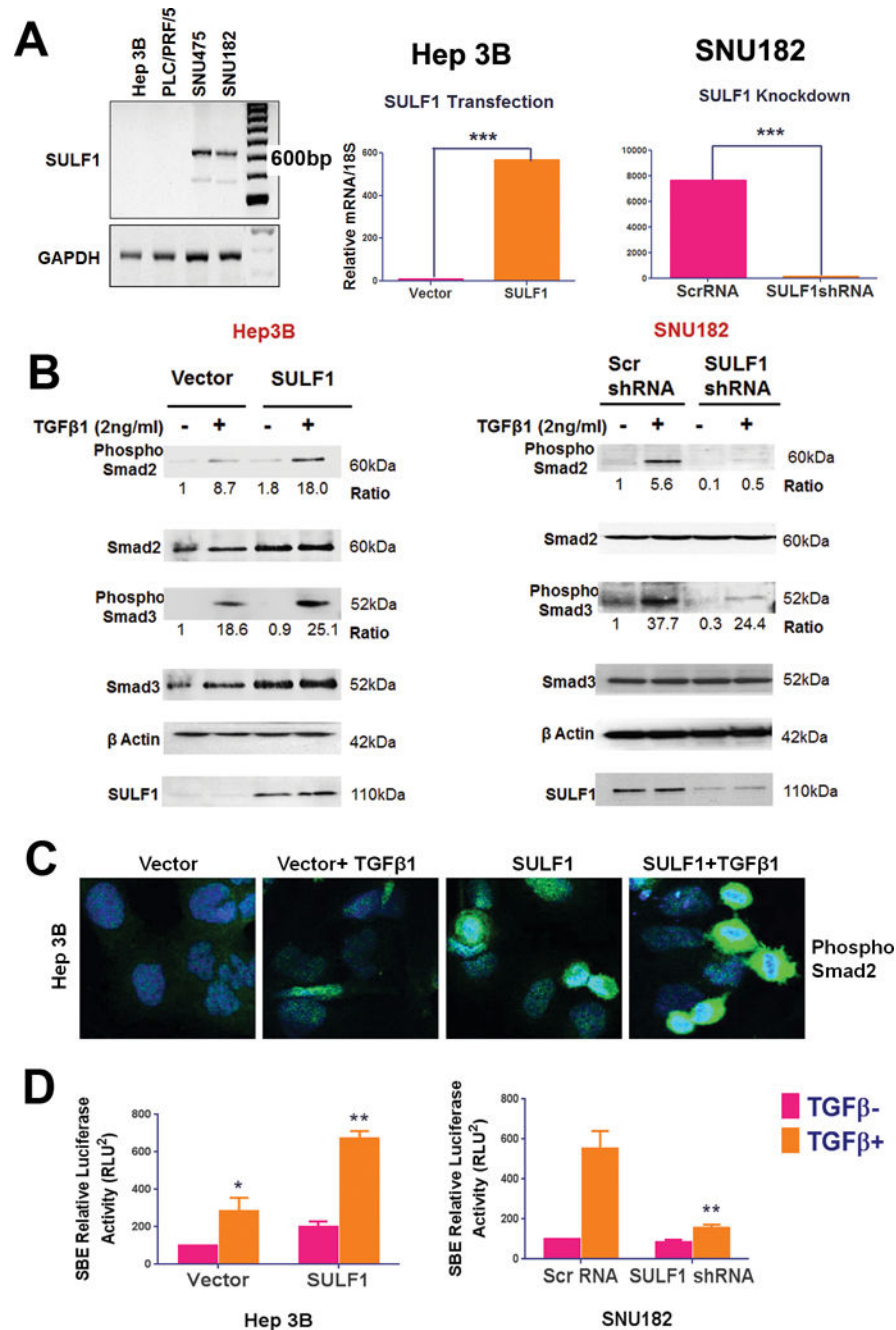 A
Hep 3B
PLC/PRF/5
SNU475
SNU182
SULF1
600bp
GAPDH
Hep 3B
SULF1 Transfection
***
Relative mRNA/18S
600
400
200
0
Vector
SULF1
SNU182
SULF1 Knockdown
***
10000
8000
6000
4000
2000
0
ScrRNA
SULF1shRNA
B
Hep3B
Vector SULF1
TGFβ1 (2ng/ml) - + - +
Phospho
Smad2 60kDa
1 8.7 1.8 18.0 Ratio
Smad2 60kDa
Phospho
Smad3 52kDa
1 18.6 0.9 25.1 Ratio
Smad3 52kDa
β Actin 42kDa
SULF1 110kDa
SNU182
Scr SULF1
shRNA shRNA
TGFβ1 (2ng/ml) - + - +
Phospho
Smad2 60kDa
1 5.6 0.1 0.5 Ratio
Smad2 60kDa
Phospho
Smad3 52kDa
1 37.7 0.3 24.4 Ratio
Smad3 52kDa
β Actin 42kDa
SULF1 110kDa
C
Vector Vector+ TGFβ1 SULF1 SULF1+TGFβ1
Hep 3B
Phospho
Smad2
D
SBE Relative Luciferase
Activity (RLU²)
800
600
400
200
0
*
**
Vector SULF1
Hep 3B
SBE Relative Luciferase
Activity (RLU²)
800
600
400
200
0
**
Scr RNA SULF1 shRNA
SNU182
TGFβ-
TGFβ+